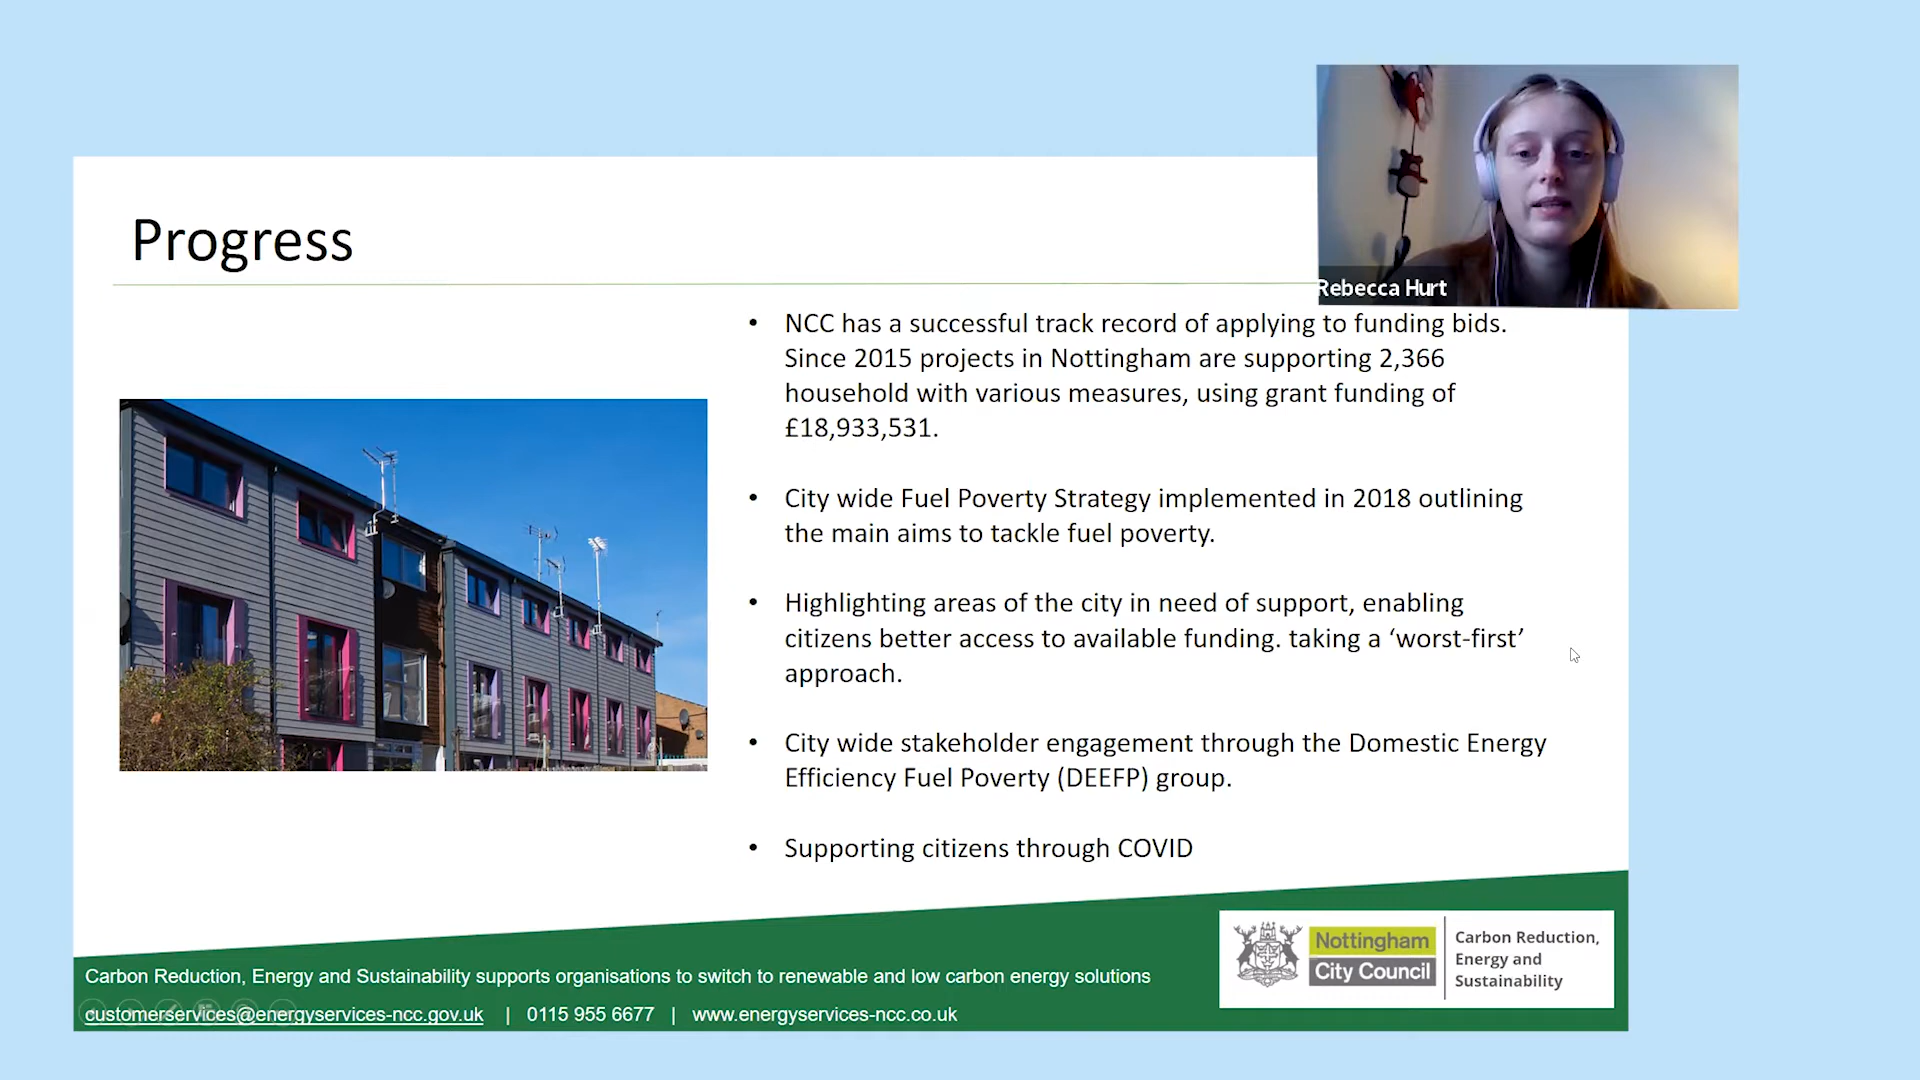 Rebecca Hurt
Progress
• NCC has a successful track record of applying to funding bids.
Since 2015 projects in Nottingham are supporting 2,366
household with various measures, using grant funding of
£18,933,531.
• City wide Fuel Poverty Strategy implemented in 2018 outlining
the main aims to tackle fuel poverty.
• Highlighting areas of the city in need of support, enabling
citizens better access to available funding. taking a ‘worst-first’
approach.
• City wide stakeholder engagement through the Domestic Energy
Efficiency Fuel Poverty (DEEFP) group.
• Supporting citizens through COVID
Carbon Reduction, Energy and Sustainability supports organisations to switch to renewable and low carbon energy solutions
customerservices@energyservices-ncc.gov.uk | 0115 955 6677 | www.energyservices-ncc.co.uk
Nottingham
City Council
Carbon Reduction,
Energy and
Sustainability